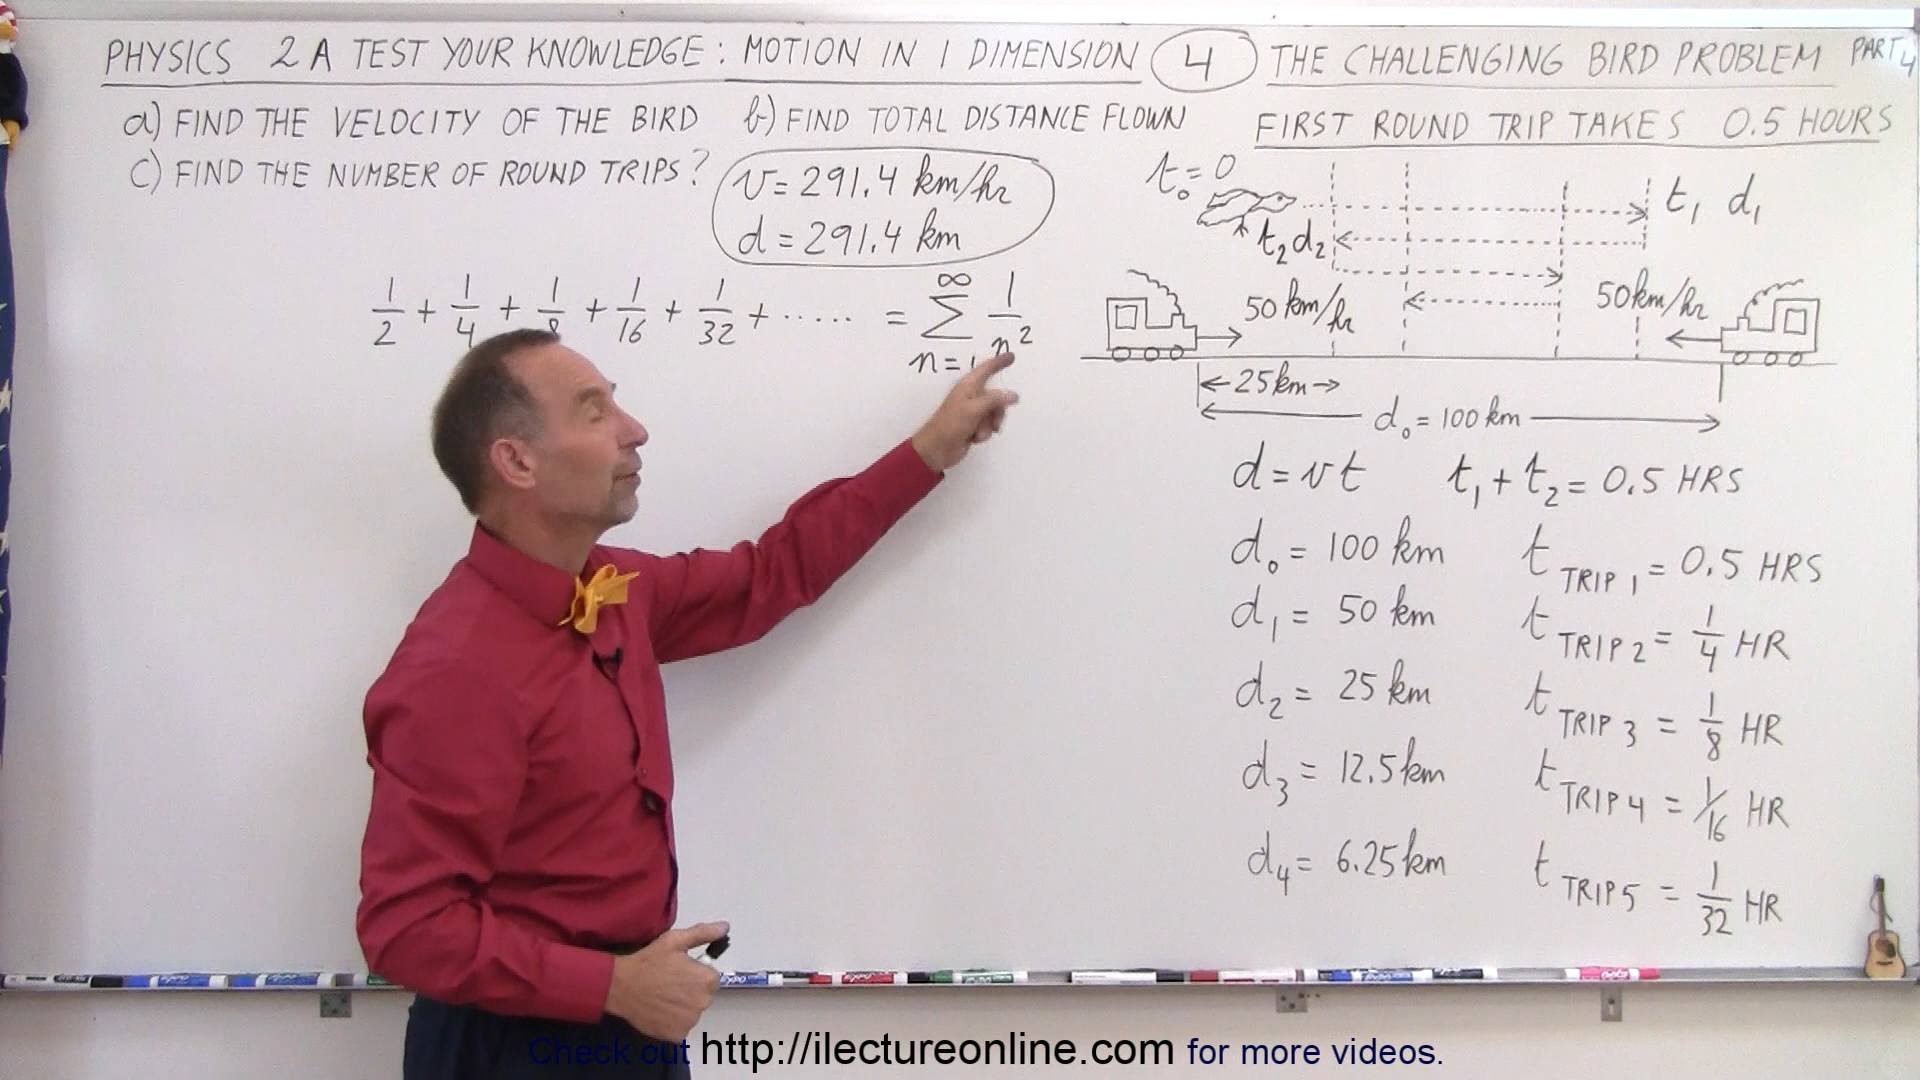 PHYSICS 2A TEST YOUR KNOWLEDGE: MOTION IN 1 DIMENSION 4 THE CHALLENGING BIRD PROBLEM PART 4
a) FIND THE VELOCITY OF THE BIRD b) FIND TOTAL DISTANCE FLOWN
c) FIND THE NUMBER OF ROUND TRIPS?
v = 291.4 km/hr
d = 291.4 km
1/2 + 1/4 + 1/8 + 1/16 + 1/32 + ..... = ∑ n=1 ∞ 1/n²
FIRST ROUND TRIP TAKES 0.5 HOURS
t₀ = 0
t₁ d₁
t₂ d₂
50 km/hr 50 km/hr
25 km
d₀ = 100 km
d = vt t₁ + t₂ = 0.5 HRS
d₀ = 100 km t TRIP 1 = 0.5 HRS
d₁ = 50 km t TRIP 2 = 1/4 HR
d₂ = 25 km t TRIP 3 = 1/8 HR
d₃ = 12.5 km t TRIP 4 = 1/16 HR
d₄ = 6.25 km t TRIP 5 = 1/32 HR
Check out http://ilectureonline.com for more videos.